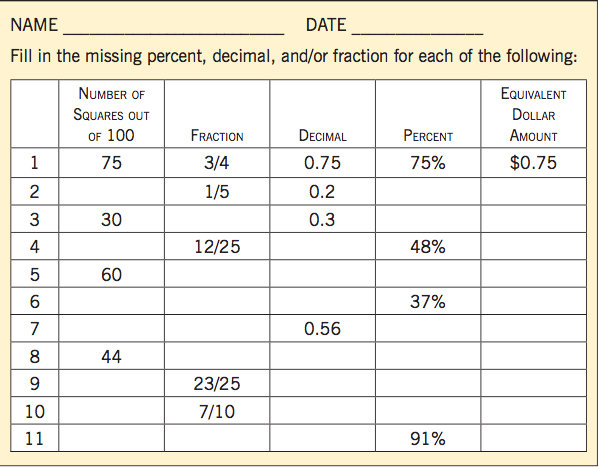 NAME ________________________ DATE ______________
Fill in the missing percent, decimal, and/or fraction for each of the following:
NUMBER OF SQUARES OUT OF 100 FRACTION DECIMAL PERCENT EQUIVALENT DOLLAR AMOUNT
1 75 3/4 0.75 75% $0.75
2 1/5 0.2
3 30 0.3
4 12/25 48%
5 60
6 37%
7 0.56
8 44
9 23/25
10 7/10
11 91%